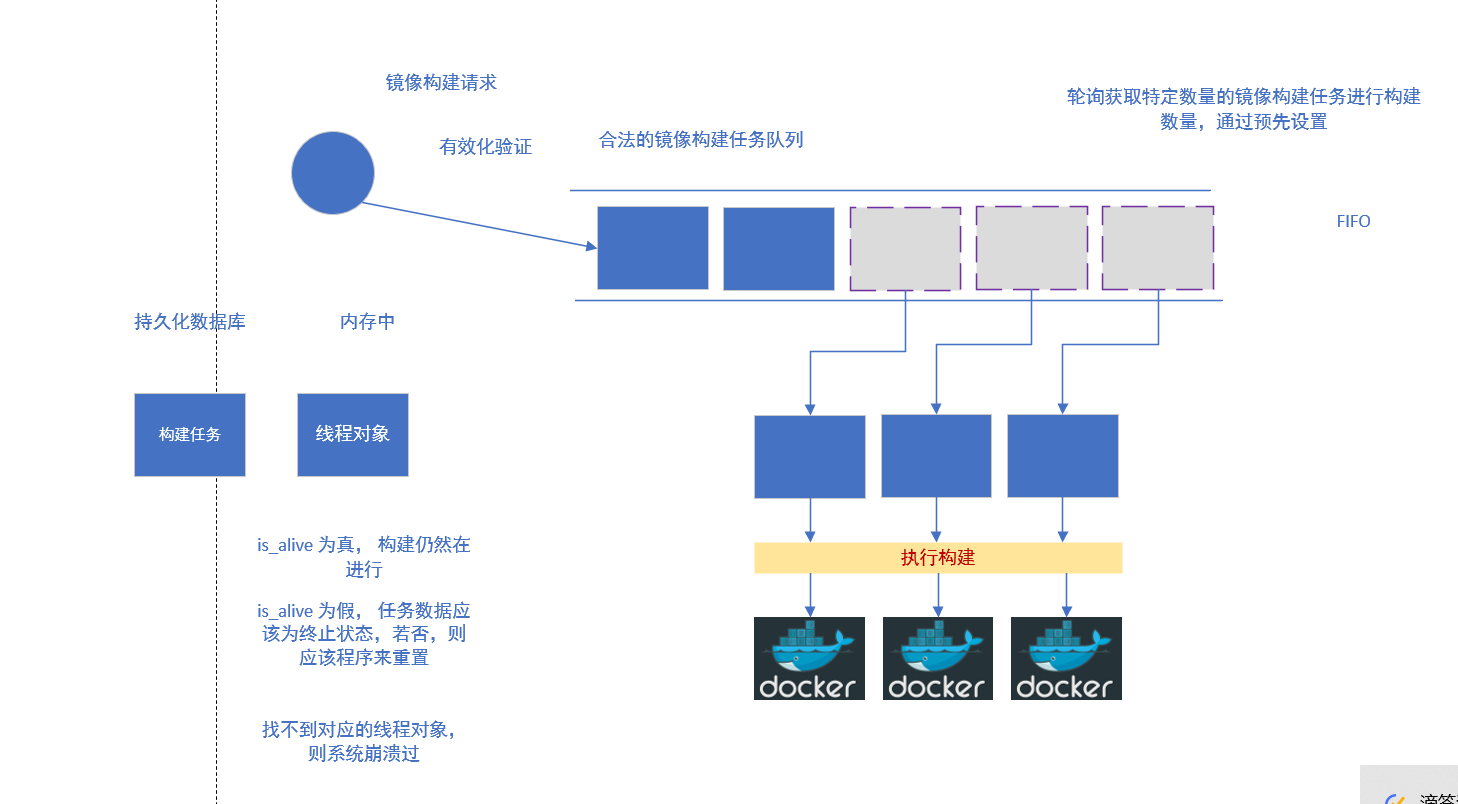 镜像构建请求
轮询获取特定数量的镜像构建任务进行构建
数量，通过预先设置
有效化验证
合法的镜像构建任务队列
FIFO
持久化数据库
内存中
构建任务
线程对象
is_alive 为真， 构建仍然在
进行
is_alive 为假， 任务数据应
该为终止状态，若否，则
应该程序来重置
找不到对应的线程对象，
则系统崩溃过
执行构建
docker
docker
docker